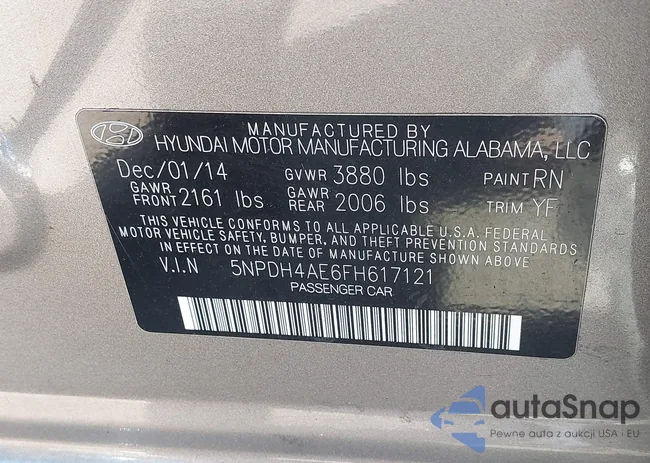 MANUFACTURED BY
HYUNDAI MOTOR MANUFACTURING ALABAMA, LLC
Dec/01/14 GVWR 3880 lbs PAINT RN
GAWR FRONT 2161 lbs GAWR REAR 2006 lbs TRIM YF
THIS VEHICLE CONFORMS TO ALL APPLICABLE U.S.A. FEDERAL
MOTOR VEHICLE SAFETY, BUMPER, AND THEFT PREVENTION STANDARDS
IN EFFECT ON THE DATE OF MANUFACTURE SHOWN ABOVE.
V.I.N 5NPDH4AE6FH617121
PASSENGER CAR
autaSnap
Pewne auta z aukcji USA - EU